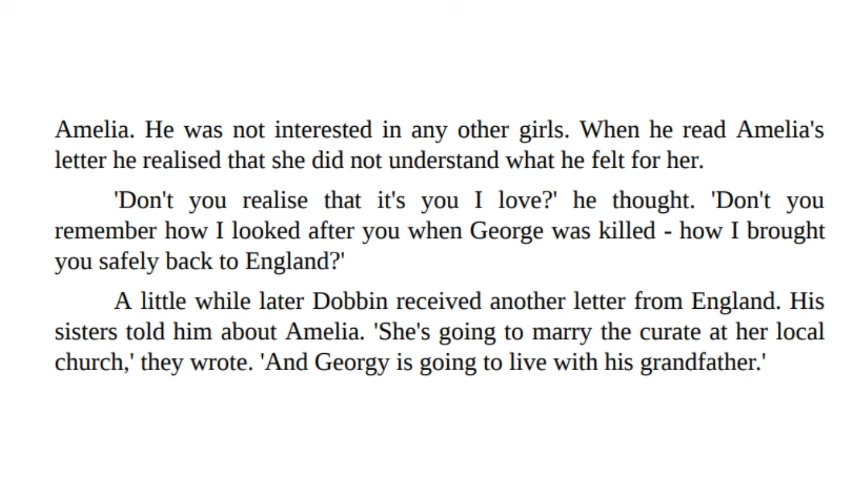 Amelia. He was not interested in any other girls. When he read Amelia's
letter he realised that she did not understand what he felt for her.
'Don't you realise that it's you I love?' he thought. 'Don't you
remember how I looked after you when George was killed - how I brought
you safely back to England?'
A little while later Dobbin received another letter from England. His
sisters told him about Amelia. 'She's going to marry the curate at her local
church,' they wrote. 'And Georgy is going to live with his grandfather.'